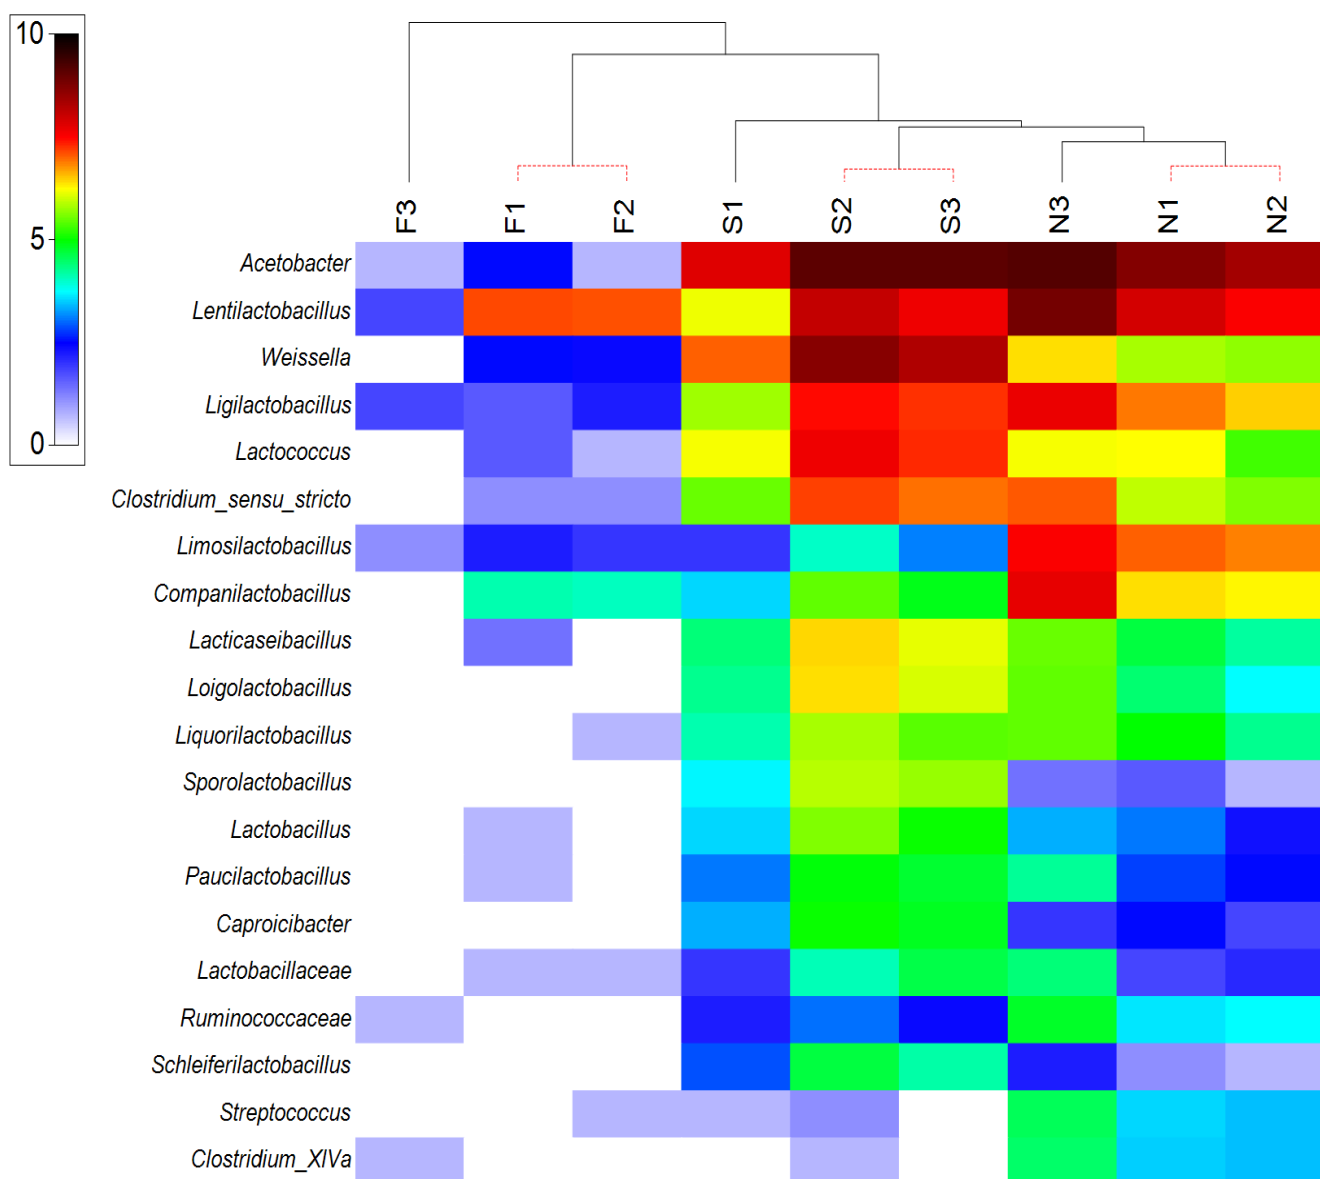 10
5
0
F3 F1 F2 S1 S2 S3 N3 N1 N2
Acetobacter
Lentilactobacillus
Weissella
Ligilactobacillus
Lactococcus
Clostridium_sensu_stricto
Limosilactobacillus
Companilactobacillus
Lacticaseibacillus
Loigolactobacillus
Liquorilactobacillus
Sporolactobacillus
Lactobacillus
Paucilactobacillus
Caproicibacter
Lactobacillaceae
Ruminococcaceae
Schleiferilactobacillus
Streptococcus
Clostridium_XIVa